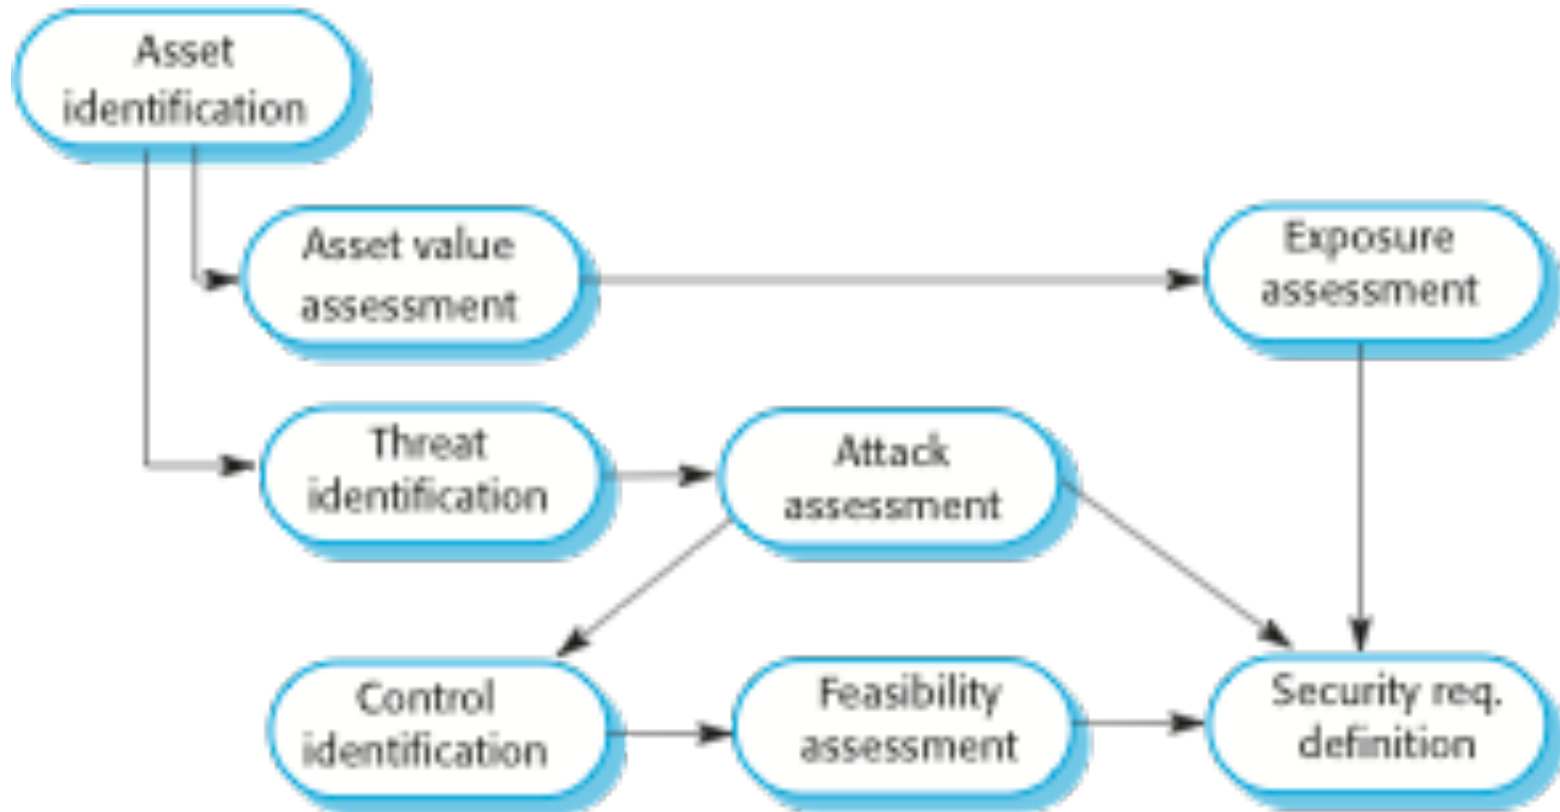 Asset
identification
Asset value
assessment
Exposure
assessment
Threat
identification
Attack
assessment
Control
identification
Feasibility
assessment
Security req.
definition